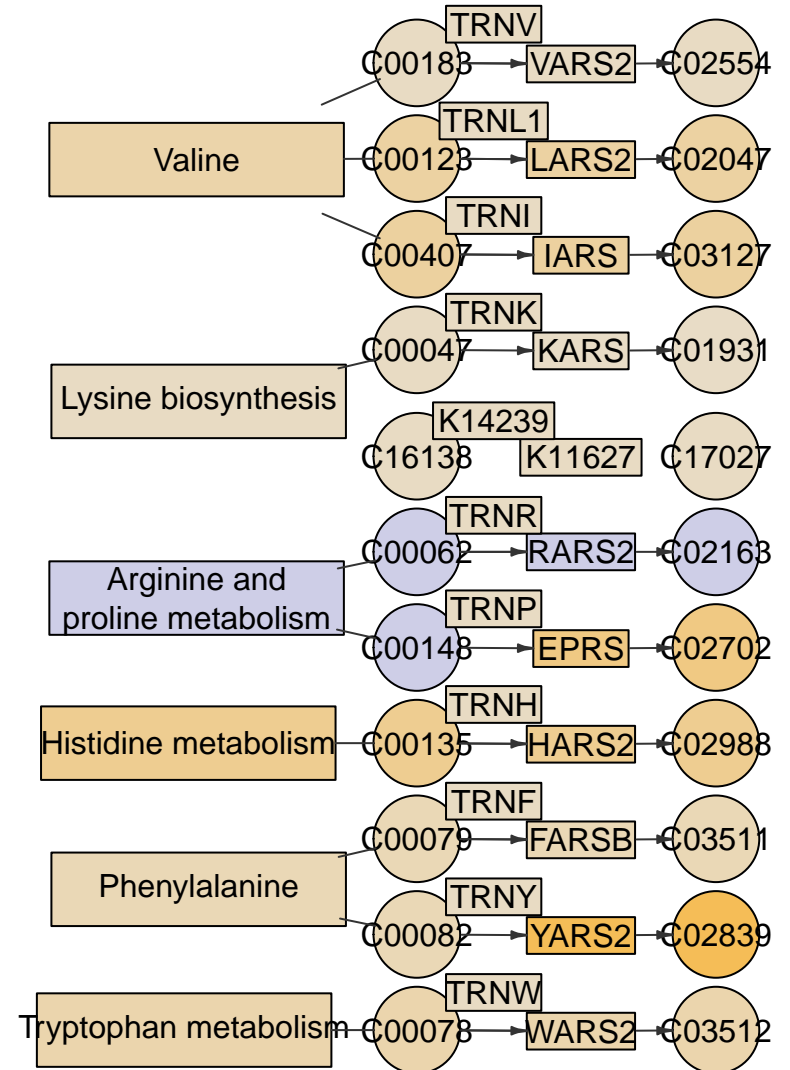 TRNV
C00183 VARS2 C02554
TRNL1
Valine C00123 LARS2 C02047
TRNI
C00407 IARS C03127
TRNK
C00047 KARS C01931
Lysine biosynthesis
K14239
C16138 K11627 C17027
TRNR
C00062 RARS2 C02163
Arginine and
proline metabolism
TRNP
C00148 EPRS C02702
TRNH
Histidine metabolism C00135 HARS2 C02988
TRNF
C00079 FARSB C03511
Phenylalanine
TRNY
C00082 YARS2 C02839
TRNW
Tryptophan metabolism C00078 WARS2 C03512